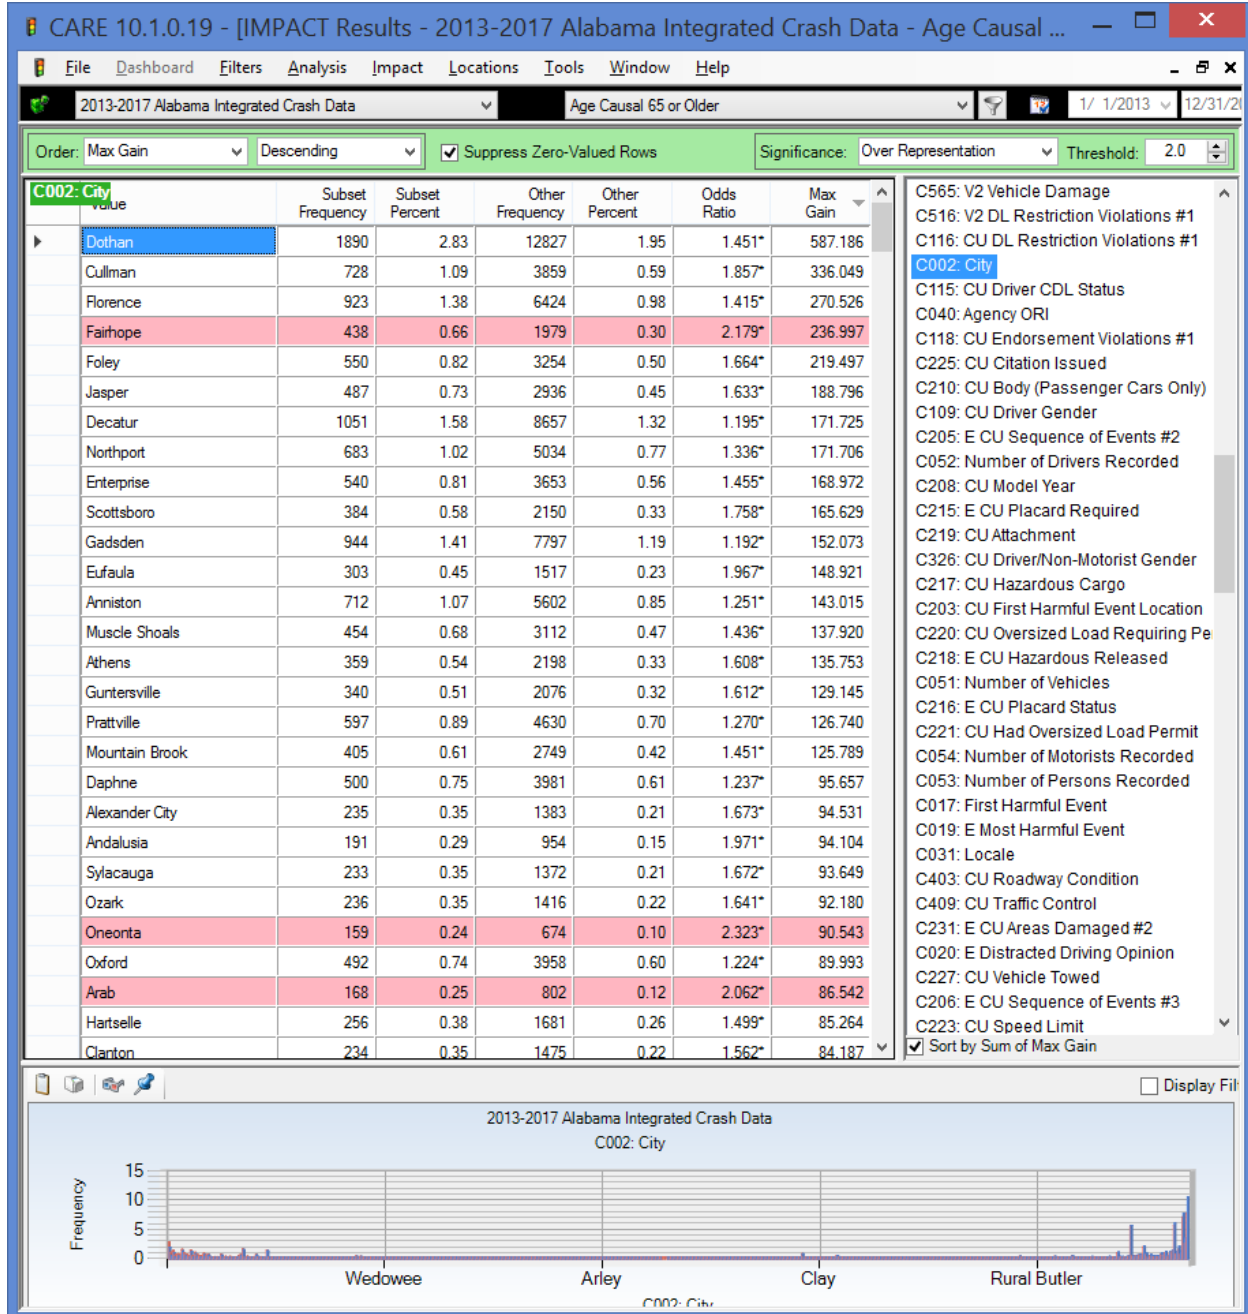 CARE 10.1.0.19 - [IMPACT Results - 2013-2017 Alabama Integrated Crash Data - Age Causal ...
File Dashboard Filters Analysis Impact Locations Tools Window Help
2013-2017 Alabama Integrated Crash Data Age Causal 65 or Older 1/ 1/2013 12/31/2
Order: Max Gain Descending Suppress Zero-Valued Rows Significance: Over Representation Threshold: 2.0
C002: City
Value Subset Frequency Subset Percent Other Frequency Other Percent Odds Ratio Max Gain
Dothan 1890 2.83 12827 1.95 1.451* 587.186
Cullman 728 1.09 3859 0.59 1.857* 336.049
Florence 923 1.38 6424 0.98 1.415* 270.526
Fairhope 438 0.66 1979 0.30 2.179* 236.997
Foley 550 0.82 3254 0.50 1.664* 219.497
Jasper 487 0.73 2936 0.45 1.633* 188.796
Decatur 1051 1.58 8657 1.32 1.195* 171.725
Northport 683 1.02 5034 0.77 1.336* 171.706
Enterprise 540 0.81 3653 0.56 1.455* 168.972
Scottsboro 384 0.58 2150 0.33 1.758* 165.629
Gadsden 944 1.41 7797 1.19 1.192* 152.073
Eufaula 303 0.45 1517 0.23 1.967* 148.921
Anniston 712 1.07 5602 0.85 1.251* 143.015
Muscle Shoals 454 0.68 3112 0.47 1.436* 137.920
Athens 359 0.54 2198 0.33 1.608* 135.753
Guntersville 340 0.51 2076 0.32 1.612* 129.145
Prattville 597 0.89 4630 0.70 1.270* 126.740
Mountain Brook 405 0.61 2749 0.42 1.451* 125.789
Daphne 500 0.75 3981 0.61 1.237* 95.657
Alexander City 235 0.35 1383 0.21 1.673* 94.531
Andalusia 191 0.29 954 0.15 1.971* 94.104
Sylacauga 233 0.35 1372 0.21 1.672* 93.649
Ozark 236 0.35 1416 0.22 1.641* 92.180
Oneonta 159 0.24 674 0.10 2.323* 90.543
Oxford 492 0.74 3958 0.60 1.224* 89.993
Arab 168 0.25 802 0.12 2.062* 86.542
Hartselle 256 0.38 1681 0.26 1.499* 85.264
Clanton 234 0.35 1475 0.22 1.562* 84.187
C565: V2 Vehicle Damage
C516: V2 DL Restriction Violations #1
C116: CU DL Restriction Violations #1
C002: City
C115: CU Driver CDL Status
C040: Agency ORI
C118: CU Endorsement Violations #1
C225: CU Citation Issued
C210: CU Body (Passenger Cars Only)
C109: CU Driver Gender
C205: E CU Sequence of Events #2
C052: Number of Drivers Recorded
C208: CU Model Year
C215: E CU Placard Required
C219: CU Attachment
C326: CU Driver/Non-Motorist Gender
C217: CU Hazardous Cargo
C203: CU First Harmful Event Location
C220: CU Oversized Load Requiring Pe
C218: E CU Hazardous Released
C051: Number of Vehicles
C216: E CU Placard Status
C221: CU Had Oversized Load Permit
C054: Number of Motorists Recorded
C053: Number of Persons Recorded
C017: First Harmful Event
C019: E Most Harmful Event
C031: Locale
C403: CU Roadway Condition
C409: CU Traffic Control
C231: E CU Areas Damaged #2
C020: E Distracted Driving Opinion
C227: CU Vehicle Towed
C206: E CU Sequence of Events #3
C223: CU Speed Limit
Sort by Sum of Max Gain
Display Filt
2013-2017 Alabama Integrated Crash Data
C002: City
Frequency
15
10
5
0
Wedowee Arley Clay Rural Butler
C002: City